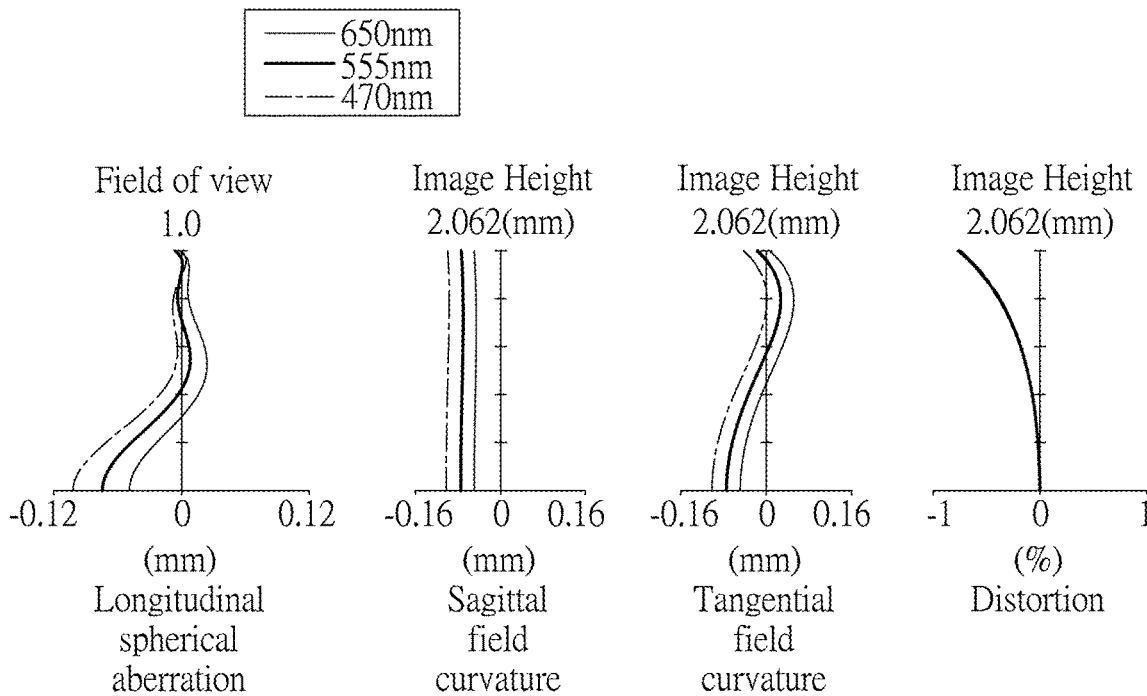 650nm
555nm
470nm
Field of view
1.0
-0.12 0 0.12
(mm)
Longitudinal
spherical
aberration
Image Height
2.062(mm)
-0.16 0 0.16
(mm)
Sagittal
field
curvature
Image Height
2.062(mm)
-0.16 0 0.16
(mm)
Tangential
field
curvature
Image Height
2.062(mm)
-1 0 1
(%)
Distortion